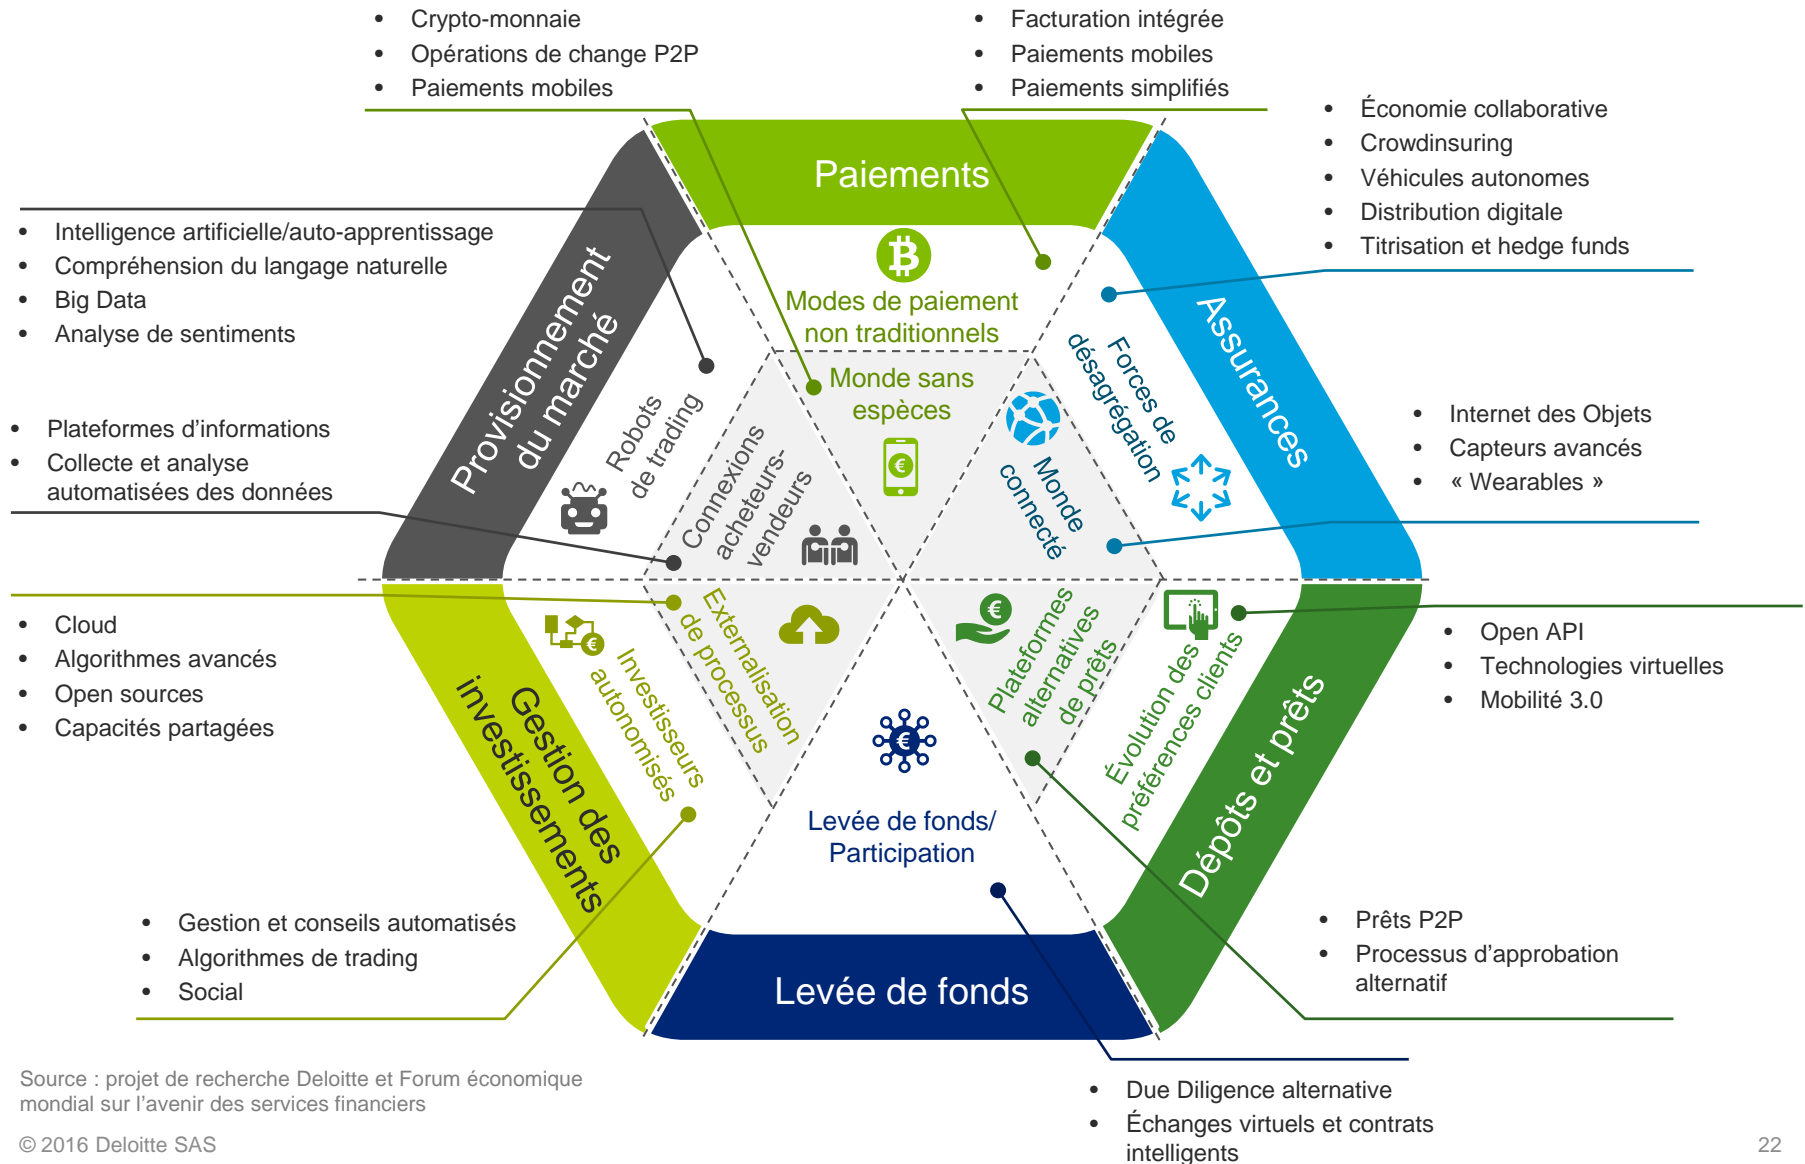 Crypto-monnaie
Opérations de change P2P
Paiements mobiles
Facturation intégrée
Paiements mobiles
Paiements simplifiés
Économie collaborative
Crowdinsuring
Véhicules autonomes
Distribution digitale
Titrisation et hedge funds
Intelligence artificielle/auto-apprentissage
Compréhension du langage naturelle
Big Data
Analyse de sentiments
Plateformes d'informations
Collecte et analyse
automatisées des données
Internet des Objets
Capteurs avancés
« Wearables »
Paiements
Modes de paiement
non traditionnels
Monde sans
espèces
Provisionnement
du marché
Robots
de trading
Connexions
acheteurs-
vendeurs
Assurances
Forces de
désagrégation
Monde
connecté
Cloud
Algorithmes avancés
Open sources
Capacités partagées
Gestion des
investissements
Investisseurs
autonomisés
Externalisation
de processus
Plateformes
alternatives
de prêts
Évolution des
préférences clients
Dépôts et prêts
Open API
Technologies virtuelles
Mobilité 3.0
Levée de fonds/
Participation
Levée de fonds
Gestion et conseils automatisés
Algorithmes de trading
Social
Prêts P2P
Processus d'approbation
alternatif
Due Diligence alternative
Échanges virtuels et contrats
intelligents
Source : projet de recherche Deloitte et Forum économique
mondial sur l'avenir des services financiers
© 2016 Deloitte SAS
22